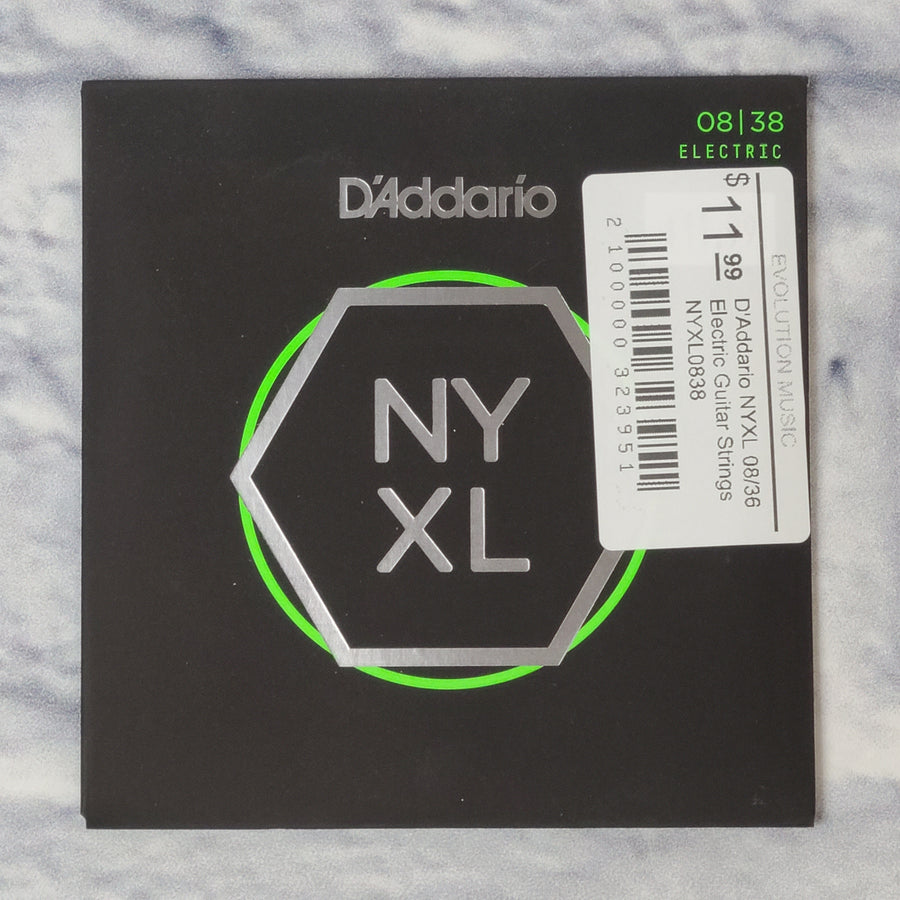 08|38
ELECTRIC
D'Addario
NY
XL
EVOLUTION MUSIC
$11.99
D'Addario NYXL 08/36
Electric Guitar Strings
NYXL0838
2 100000 323951